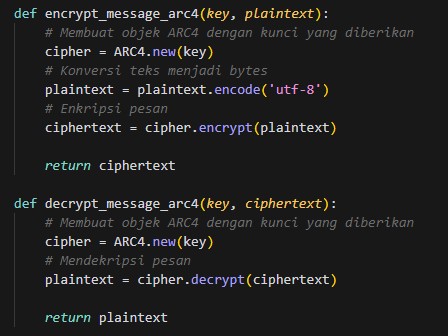 def encrypt_message_arc4(key, plaintext):
    # Membuat objek ARC4 dengan kunci yang diberikan
    cipher = ARC4.new(key)
    # Konversi teks menjadi bytes
    plaintext = plaintext.encode('utf-8')
    # Enkripsi pesan
    ciphertext = cipher.encrypt(plaintext)

    return ciphertext

def decrypt_message_arc4(key, ciphertext):
    # Membuat objek ARC4 dengan kunci yang diberikan
    cipher = ARC4.new(key)
    # Mendekripsi pesan
    plaintext = cipher.decrypt(ciphertext)

    return plaintext